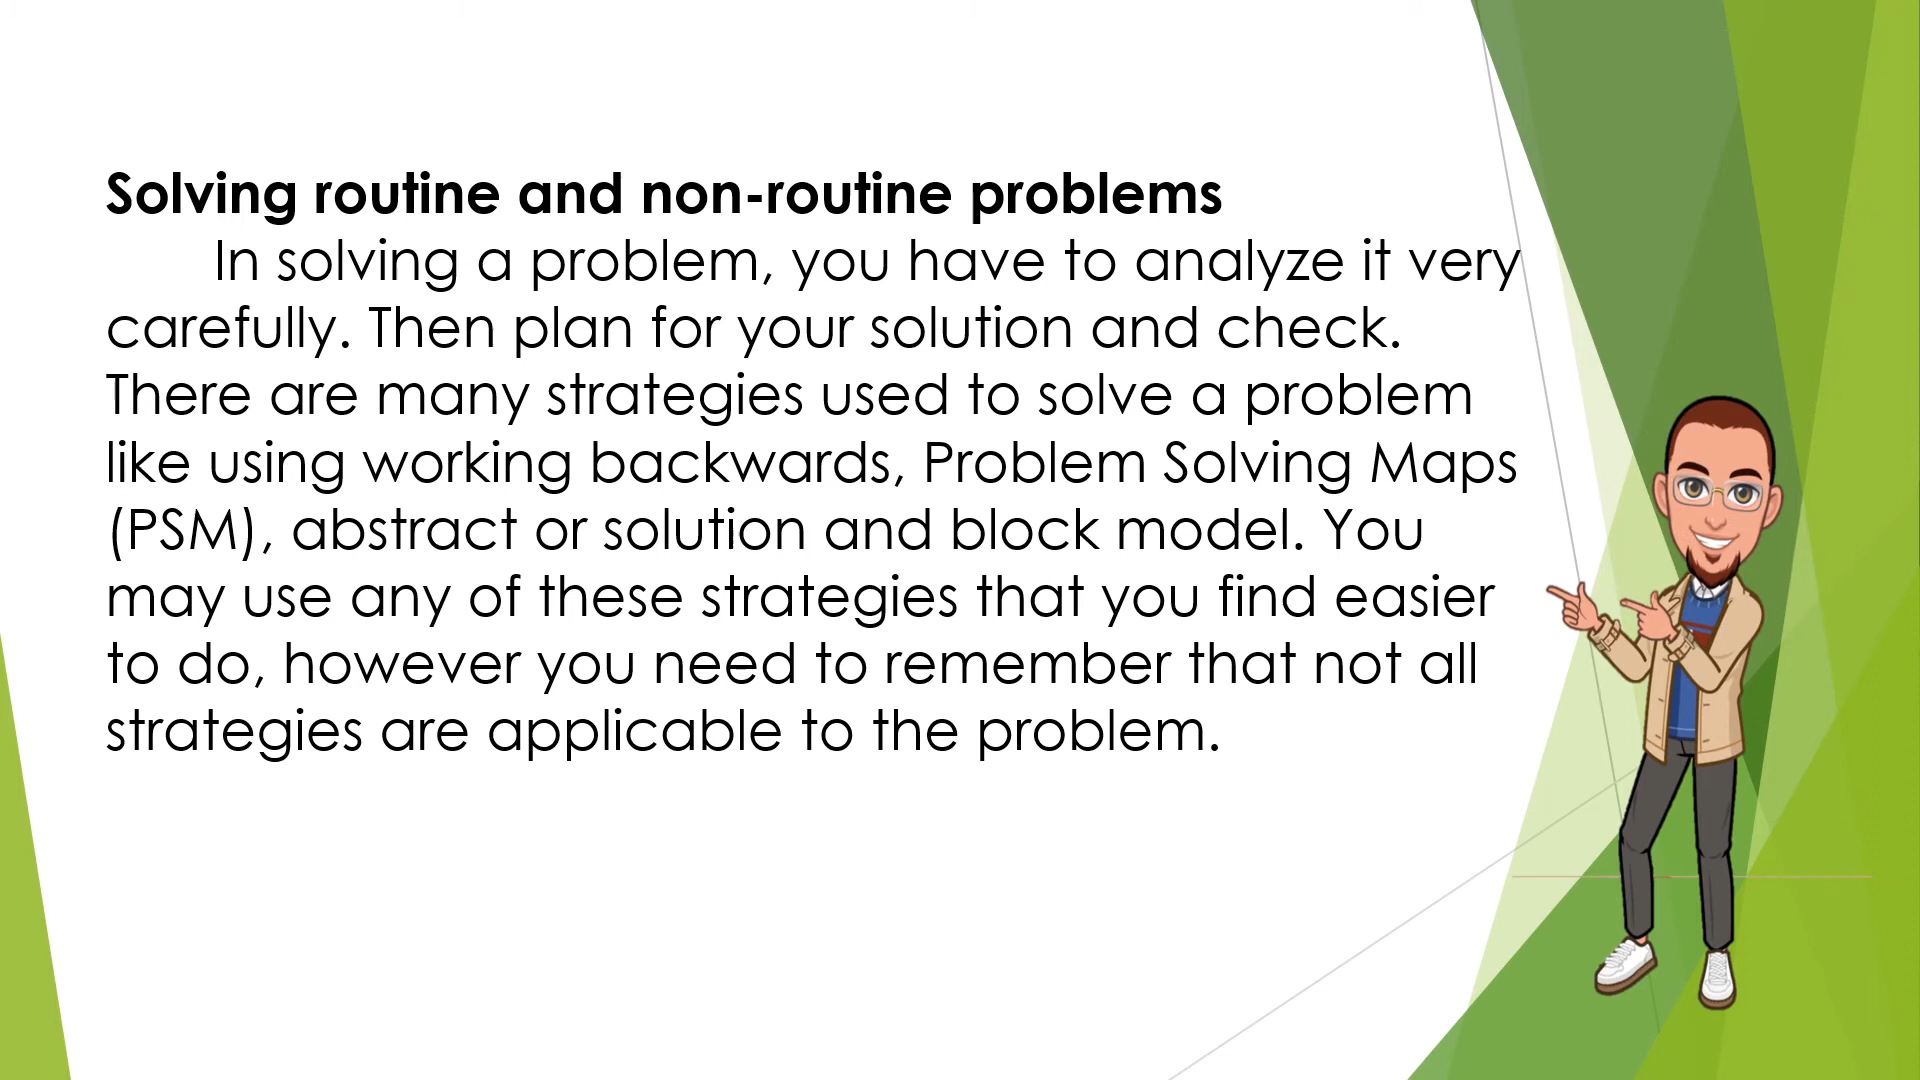 Solving routine and non-routine problems
In solving a problem, you have to analyze it very
carefully. Then plan for your solution and check.
There are many strategies used to solve a problem
like using working backwards, Problem Solving Maps
(PSM), abstract or solution and block model. You
may use any of these strategies that you find easier
to do, however you need to remember that not all
strategies are applicable to the problem.